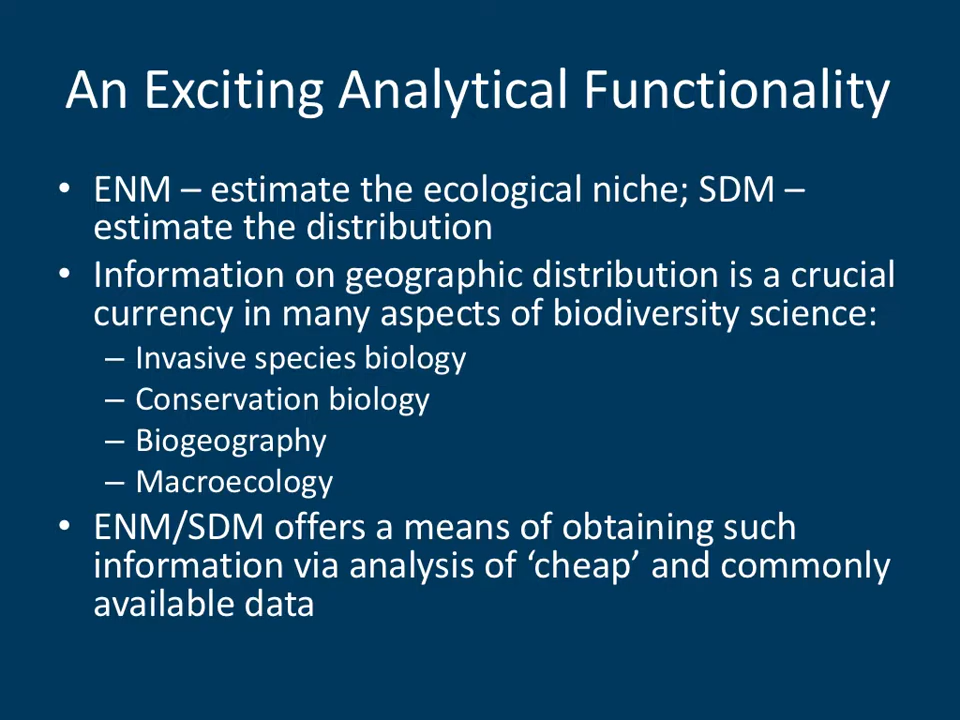 An Exciting Analytical Functionality
• ENM – estimate the ecological niche; SDM –
estimate the distribution
• Information on geographic distribution is a crucial
currency in many aspects of biodiversity science:
– Invasive species biology
– Conservation biology
– Biogeography
– Macroecology
• ENM/SDM offers a means of obtaining such
information via analysis of ‘cheap’ and commonly
available data